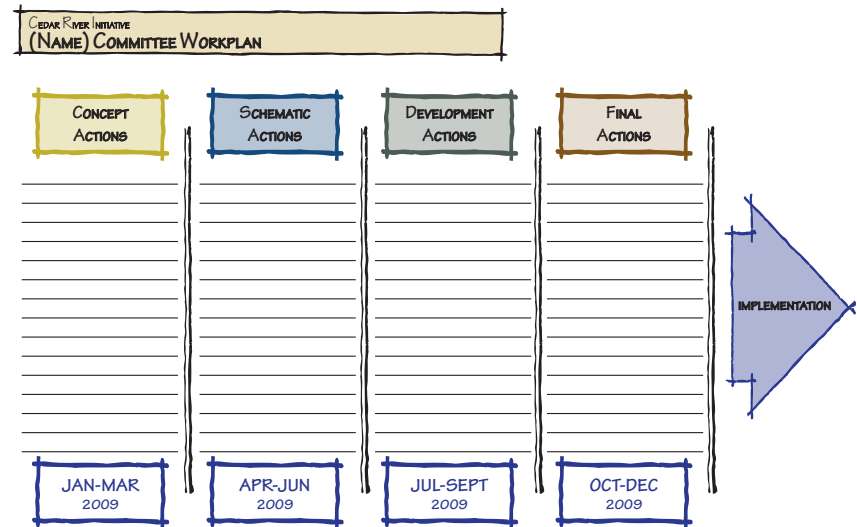 Cedar River Initiative
(Name) Committee Workplan
Concept
Actions
Schematic
Actions
Development
Actions
Final
Actions
IMPLEMENTATION
JAN-MAR
2009
APR-JUN
2009
JUL-SEPT
2009
OCT-DEC
2009